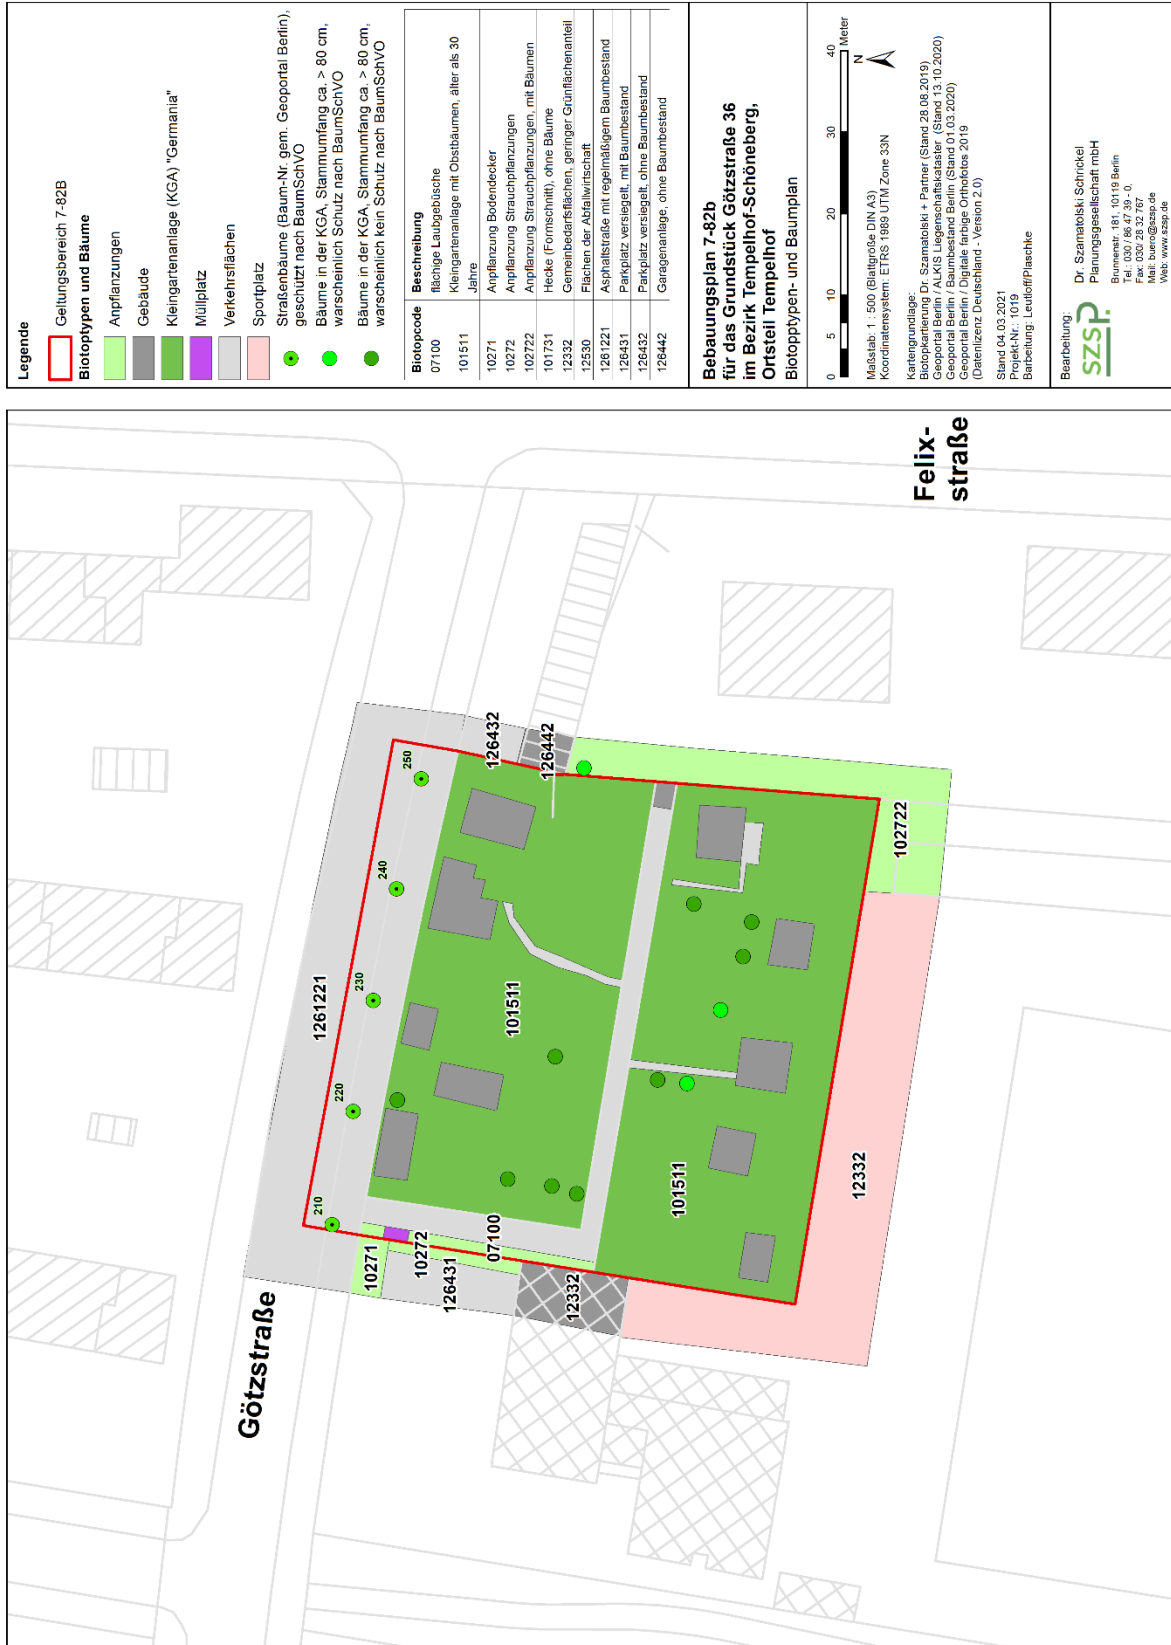 Legende
Geltungsbereich 7-82B
Biotoptypen und Bäume
Anpflanzungen
Gebäude
Kleingartenanlage (KGA) "Germania"
Müllplatz
Verkehrsflächen
Sportplatz
Straßenbäume (Baum-Nr. gem. Geoportal Berlin),
geschützt nach BaumSchVO
Bäume in der KGA, Stammumfang ca. > 80 cm,
warscheinlich Schutz nach BaumSchVO
Bäume in der KGA, Stammumfang ca. > 80 cm,
warscheinlich kein Schutz nach BaumSchVO
Biotopcode Beschreibung
07100 flächige Laubgebüsche
101511 Kleingartenanlage mit Obstbäumen, älter als 30
Jahre
10271 Anpflanzung Bodendecker
10272 Anpflanzung Strauchpflanzungen
102722 Anpflanzung Strauchpflanzungen, mit Bäumen
101731 Hecke (Formschnitt), ohne Bäume
12332 Gemeinbedarfsflächen, geringer Grünflächenanteil
12530 Flächen der Abfallwirtschaft
1261221 Asphaltstraße mit regelmäßigem Baumbestand
126431 Parkplatz versiegelt, mit Baumbestand
126432 Parkplatz versiegelt, ohne Baumbestand
126442 Garagenanlage, ohne Baumbestand
Bebauungsplan 7-82b
für das Grundstück Götzstraße 36
im Bezirk Tempelhof-Schöneberg,
Ortsteil Tempelhof
Biotopptypen- und Baumplan
0 5 10 20 30 40
Meter
N
Maßstab: 1 : 500 (Blattgröße DIN A3)
Koordinatensystem: ETRS 1989 UTM Zone 33N
Kartengrundlage:
Biotopkartierung Dr. Szamatolski + Partner (Stand 28.08.2019)
Geoportal Berlin / ALKIS Liegenschaftskataster (Stand 13.10.2020)
Geoportal Berlin / Baumbestand Berlin (Stand 01.03.2020)
Geoportal Berlin / Digitale farbige Orthofotos 2019
(Datenlizenz Deutschland - Version 2.0)
Stand 04.03.2021
Projekt-Nr.: 1019
Barbeitung: Leutloff/Plaschke
Bearbeitung:
szsp.
Dr. Szamatolski Schrickel
Planungsgesellschaft mbH
Brunnenstr. 181, 10119 Berlin
Tel.: 030 / 86 47 39 - 0,
Fax: 030/ 28 32 767
Mail: buero@szsp.de
Web: www.szsp.de
Götzstraße
Felix-
straße
1261221
210
220
230
240
250
10271
10272
126431
07100
12332
101511
126432
126442
101511
12332
102722